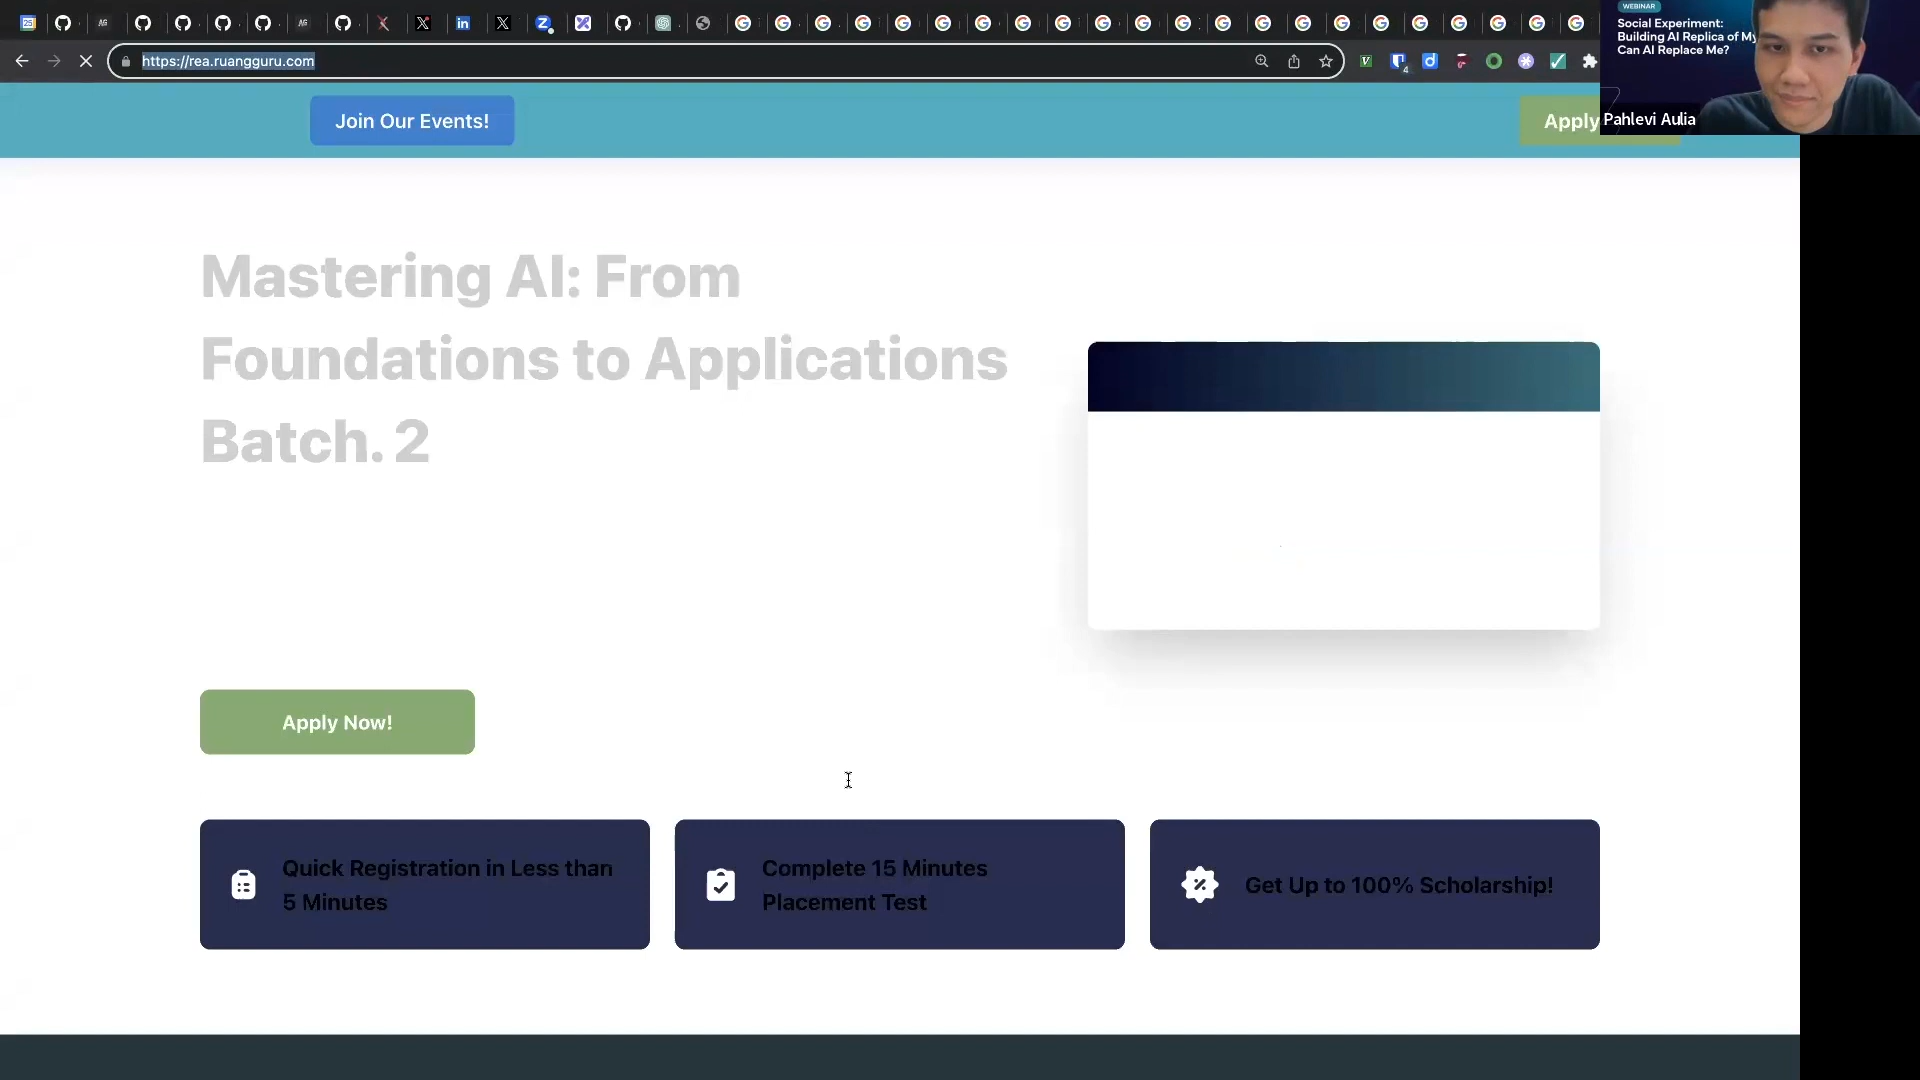 WEBINAR
Social Experiment:
Building AI Replica of My
Can AI Replace Me?
https://rea.ruangguru.com
Pahlevi Aulia
Join Our Events!
Apply
Mastering AI: From
Foundations to Applications
Batch. 2
Apply Now!
Quick Registration in Less than
5 Minutes
Complete 15 Minutes
Placement Test
Get Up to 100% Scholarship!